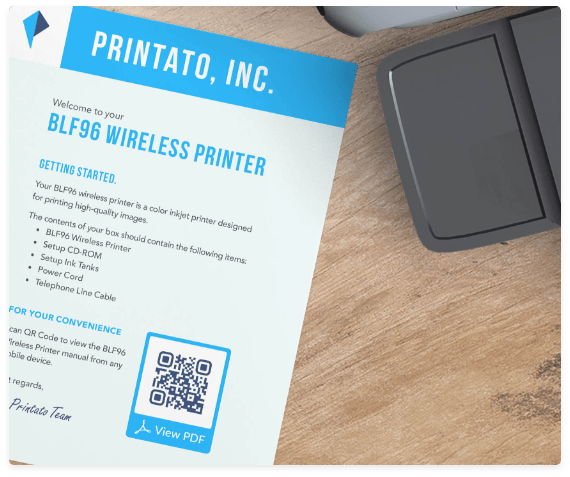 PRINTATO, INC.
Welcome to your
BLF96 WIRELESS PRINTER
GETTING STARTED.
Your BLF96 wireless printer is a color inkjet printer designed
for printing high-quality images.
The contents of your box should contain the following items:
• BLF96 Wireless Printer
• Setup CD-ROM
• Setup Ink Tanks
• Power Cord
• Telephone Line Cable
FOR YOUR CONVENIENCE
can QR Code to view the BLF96
Wireless Printer manual from any
mobile device.
t regards,
Printato Team
View PDF